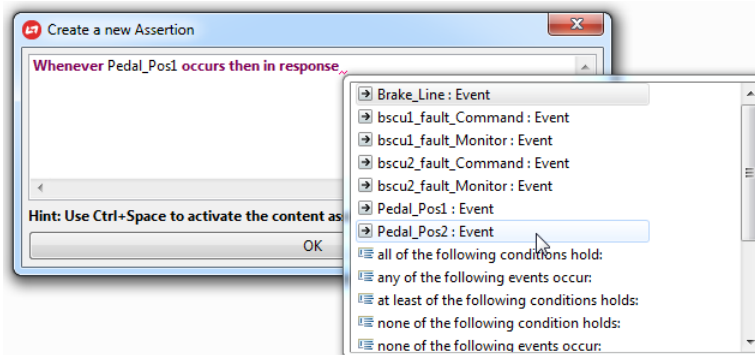 Create a new Assertion
Whenever Pedal_Pos1 occurs then in response
Brake_Line : Event
bscu1_fault_Command : Event
bscu1_fault_Monitor : Event
bscu2_fault_Command : Event
bscu2_fault_Monitor : Event
Pedal_Pos1 : Event
Pedal_Pos2 : Event
all of the following conditions hold:
any of the following events occur:
at least of the following conditions holds:
none of the following condition holds:
none of the following events occur:
Hint: Use Ctrl+Space to activate the content as
OK